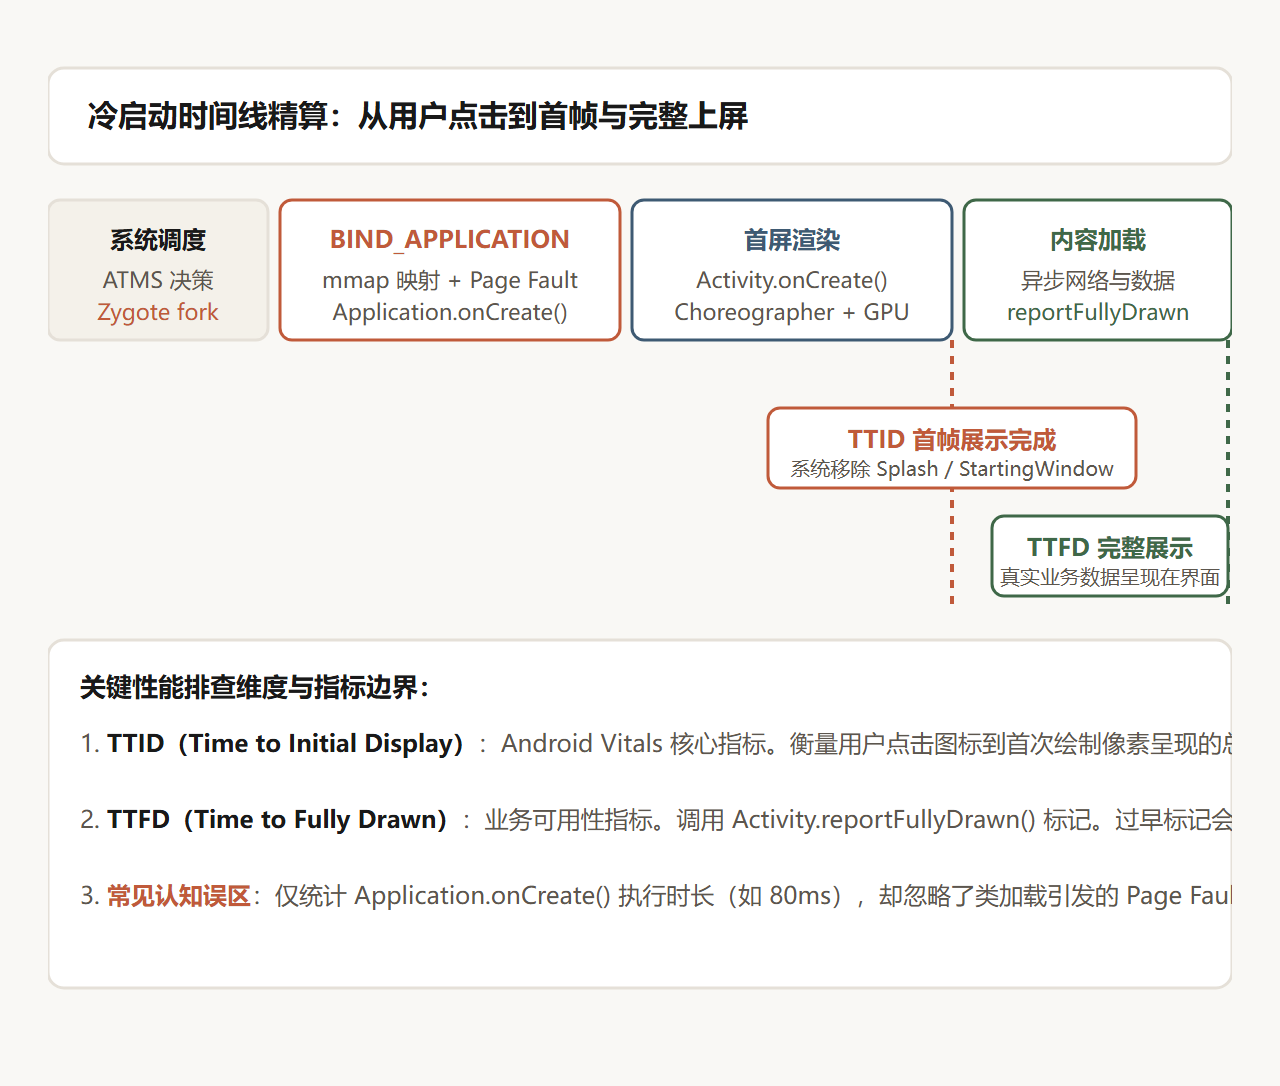 冷启动时间线精算：从用户点击到首帧与完整上屏
系统调度
ATMS 决策
Zygote fork
BIND_APPLICATION
mmap 映射 + Page Fault
Application.onCreate()
首屏渲染
Activity.onCreate()
Choreographer + GPU
内容加载
异步网络与数据
reportFullyDrawn
TTID 首帧展示完成
系统移除 Splash / StartingWindow
TTFD 完整展示
真实业务数据呈现在界面
关键性能排查维度与指标边界：
1. TTID（Time to Initial Display）：Android Vitals 核心指标。衡量用户点击图标到首次绘制像素呈现的
2. TTFD（Time to Fully Drawn）：业务可用性指标。调用 Activity.reportFullyDrawn() 标记。过早标记会
3. 常见认知误区：仅统计 Application.onCreate() 执行时长（如 80ms），却忽略了类加载引发的 Page